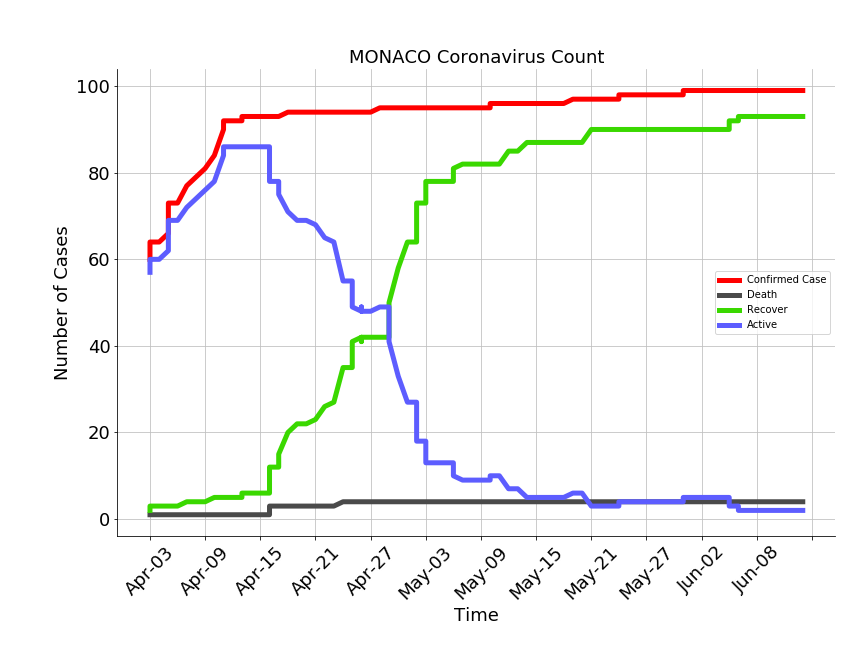 MONACO Coronavirus Count
Number of Cases
100
80
60
40
20
0
Confirmed Case
Death
Recover
Active
Apr-03
Apr-09
Apr-15
Apr-21
Apr-27
May-03
May-09
May-15
May-21
May-27
Jun-02
Jun-08
Time